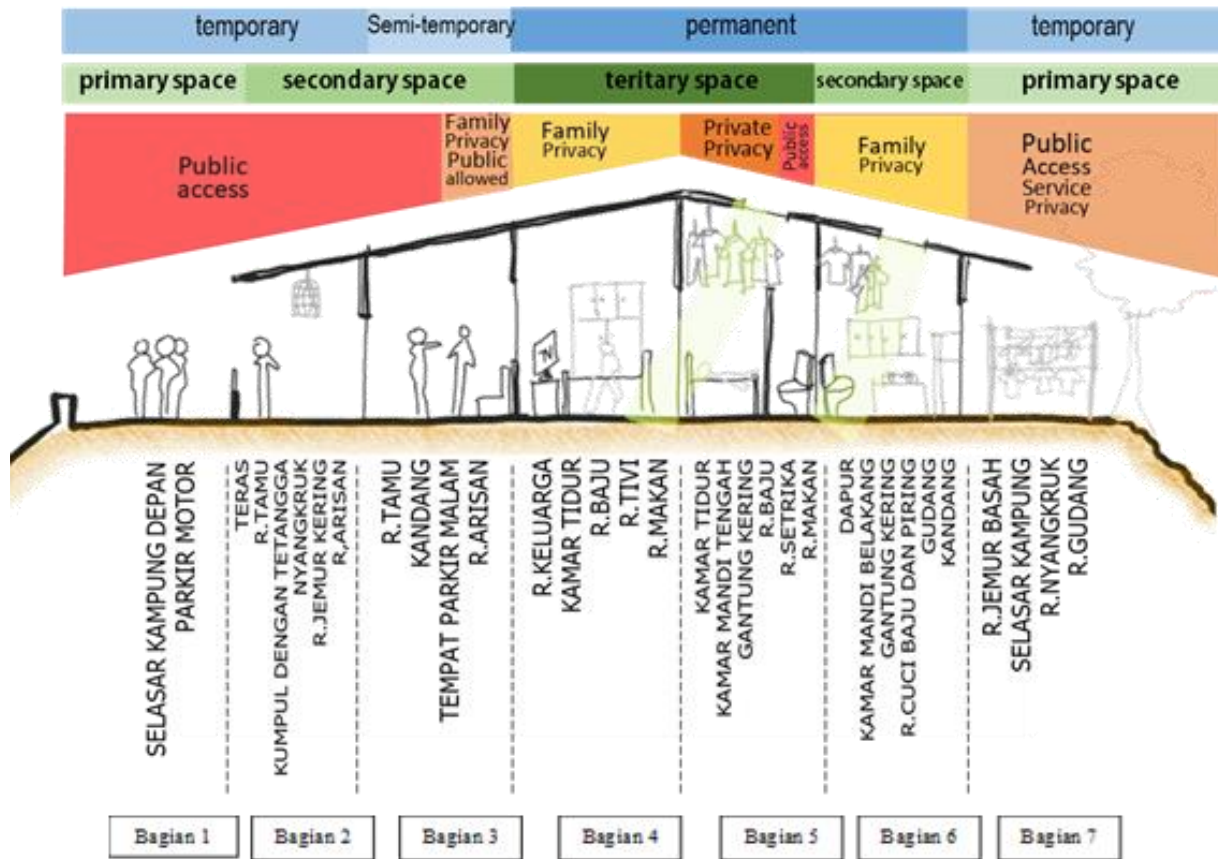 temporary
Semi-temporary
permanent
temporary
primary space
secondary space
teritary space
secondary space
primary space
Public
access
Family
Privacy
Public
allowed
Family
Privacy
Private
Privacy
Public
access
Family
Privacy
Public
Access
Service
Privacy
TV
SELASAR KAMPUNG DEPAN
PARKIR MOTOR
TERAS
R.TAMU
KUMPUL DENGAN TETANGGA
NYANGKRUK
R.JEMUR KERING
R,ARISAN
R.TAMU
KANDANG
TEMPAT PARKIR MALAM
R.ARISAN
R.KELUARGA
KAMAR TIDUR
R.BAJU
R.TIVI
R.MAKAN
KAMAR TIDUR
KAMAR MANDI TENGAH
GANTUNG KERING
R.BAJU
R.SETRIKA
R.MAKAN
DAPUR
KAMAR MANDI BELAKANG
GANTUNG KERING
R.CUCI BAJU DAN PIRING
GUDANG
KANDANG
R.JEMUR BASAH
SELASAR KAMPUNG
R.NYANGKRUK
R.GUDANG
Bagian 1
Bagian 2
Bagian 3
Bagian 4
Bagian 5
Bagian 6
Bagian 7